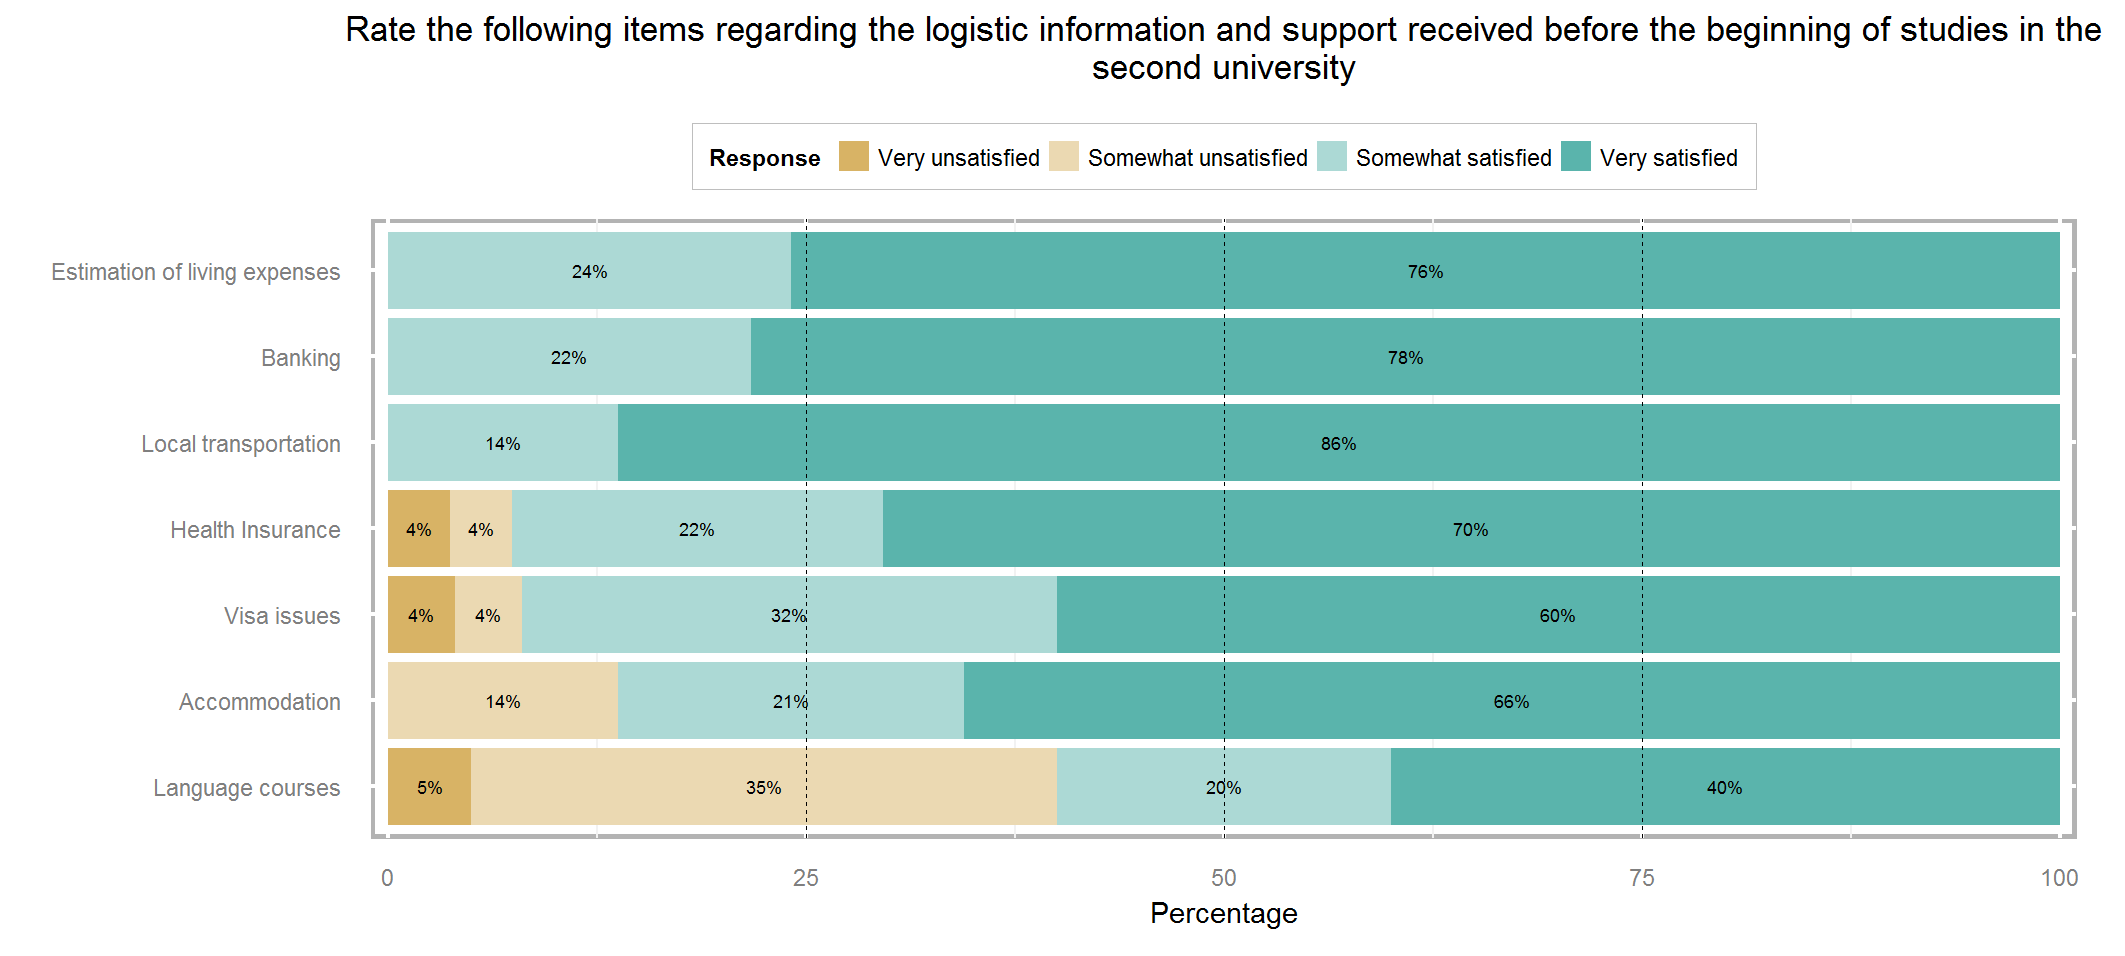 Rate the following items regarding the logistic information and support received before the beginning of studies in the
second university
Response Very unsatisfied Somewhat unsatisfied Somewhat satisfied Very satisfied
Estimation of living expenses 24% 76%
Banking 22% 78%
Local transportation 14% 86%
Health Insurance 4% 4% 22% 70%
Visa issues 4% 4% 32% 60%
Accommodation 14% 21% 66%
Language courses 5% 35% 20% 40%
0 25 50 75 100
Percentage